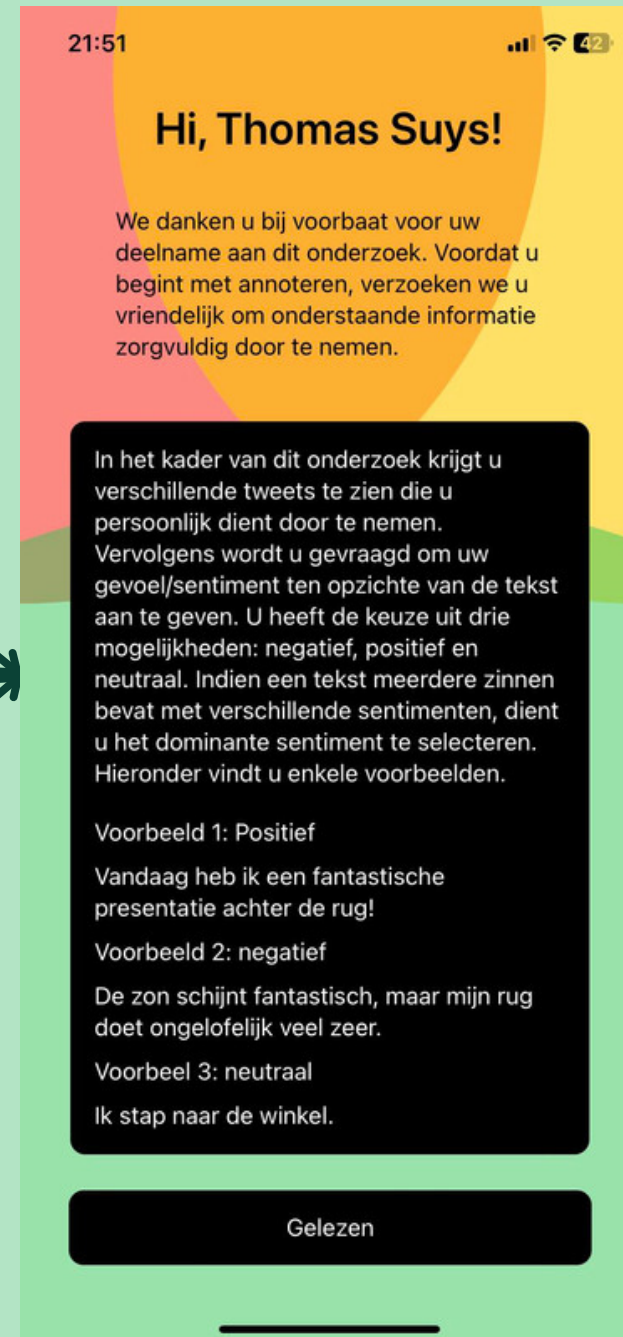 21:51
42
Hi, Thomas Suys!
We danken u bij voorbaat voor uw
deelname aan dit onderzoek. Voordat u
begint met annoteren, verzoeken we u
vriendelijk om onderstaande informatie
zorgvuldig door te nemen.
In het kader van dit onderzoek krijgt u
verschillende tweets te zien die u
persoonlijk dient door te nemen.
Vervolgens wordt u gevraagd om uw
gevoel/sentiment ten opzichte van de tekst
aan te geven. U heeft de keuze uit drie
mogelijkheden: negatief, positief en
neutraal. Indien een tekst meerdere zinnen
bevat met verschillende sentimenten, dient
u het dominante sentiment te selecteren.
Hieronder vindt u enkele voorbeelden.
Voorbeeld 1: Positief
Vandaag heb ik een fantastische
presentatie achter de rug!
Voorbeeld 2: negatief
De zon schijnt fantastisch, maar mijn rug
doet ongelofelijk veel zeer.
Voorbeel 3: neutraal
Ik stap naar de winkel.
Gelezen